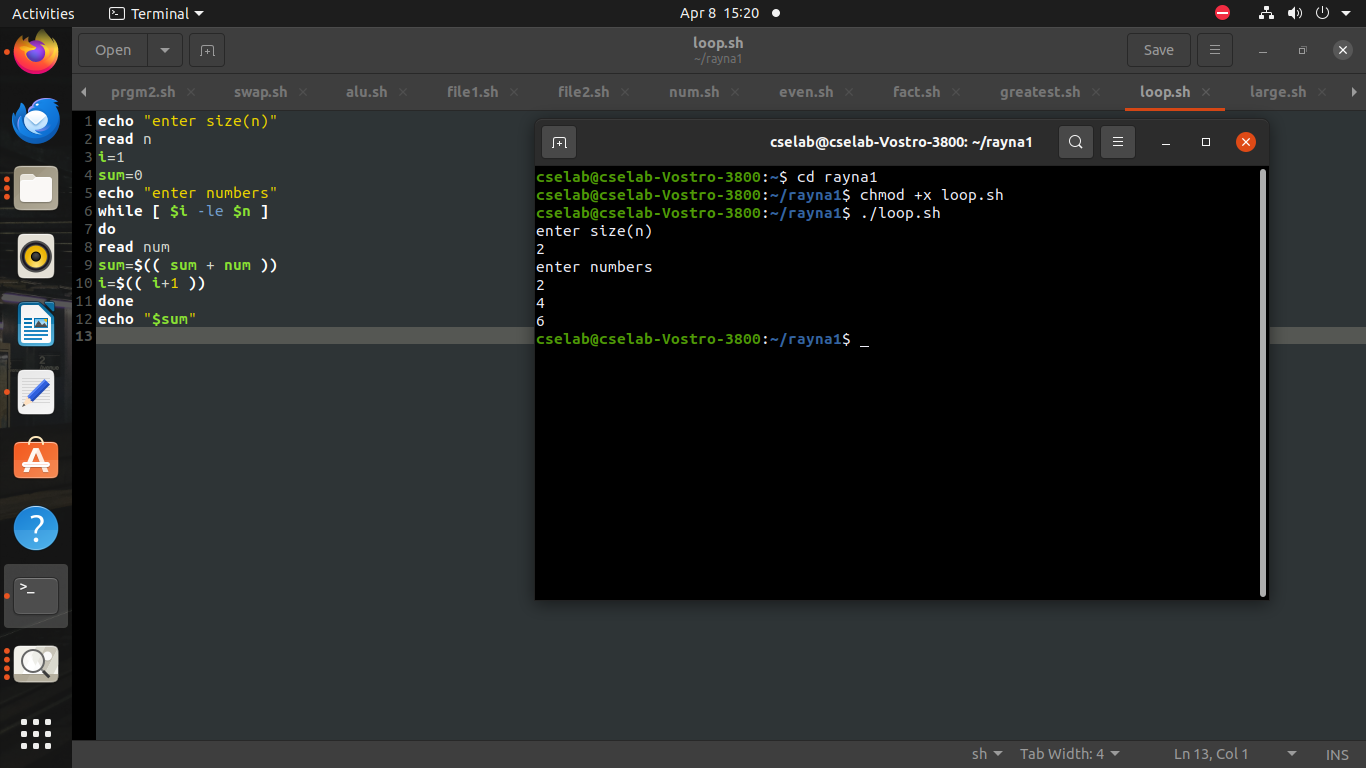 Activities Terminal Apr 8 15:20
Open loop.sh Save
~/rayna1
prgm2.sh alu.sh swap.sh file1.sh file2.sh num.sh even.sh fact.sh greatest.sh loop.sh large.sh
1 echo "enter size(n)"
2 read n
3 i=1
4 sum=0
5 echo "enter numbers"
6 while [ $i -le $n ]
7 do
8 read num
9 sum=$(( sum + num ))
10 i=$(( i+1 ))
11 done
12 echo "$sum"
13
cselab@cselab-Vostro-3800: ~/rayna1
cselab@cselab-Vostro-3800:~$ cd rayna1
cselab@cselab-Vostro-3800:~/rayna1$ chmod +x loop.sh
cselab@cselab-Vostro-3800:~/rayna1$ ./loop.sh
enter size(n)
2
enter numbers
2
4
6
cselab@cselab-Vostro-3800:~/rayna1$ _
sh Tab Width: 4 Ln 13, Col 1 INS